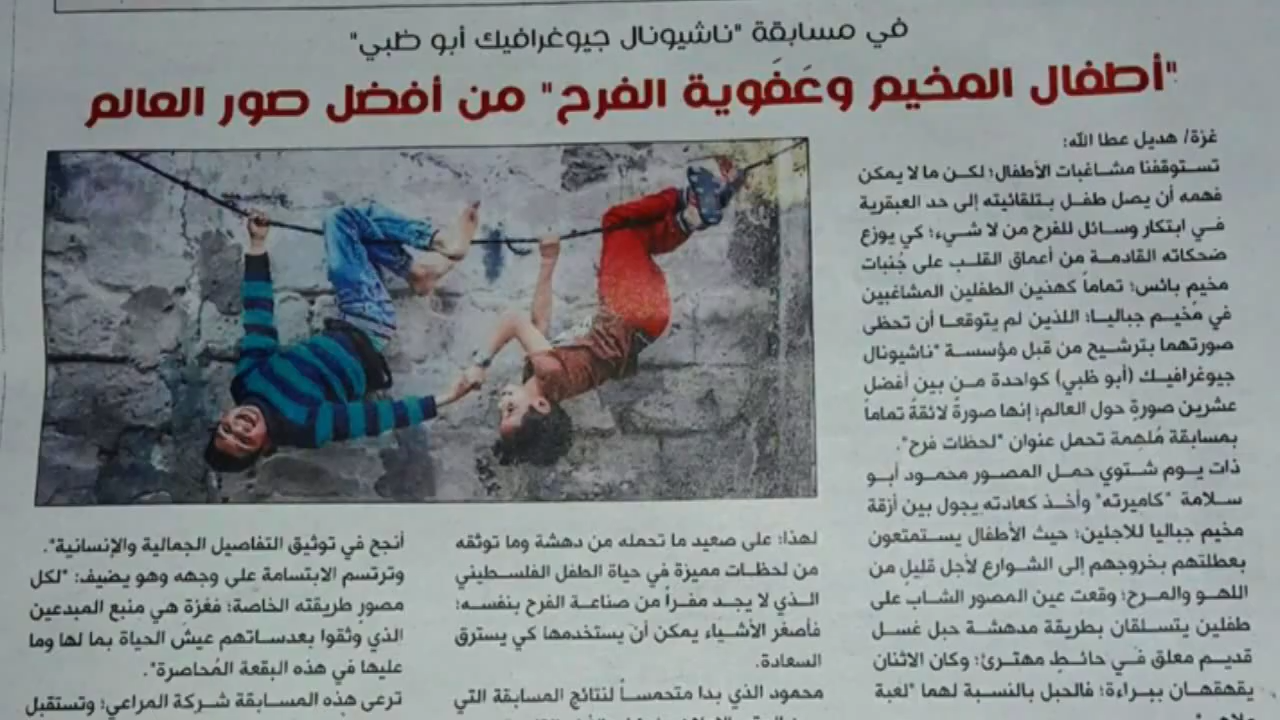 في مسابقة "ناشيونال جيوغرافيك أبو ظبي"
"أطفال المخيم وعَفَوية الفرح" من أفضل صور العالم
غزة/ هديل عطا الله:
تستوقفنا مشاغبات الأطفال؛ لكن ما لا يمكن
فهمه أن يصل طفل بتلقائيته إلى حد العبقرية
في ابتكار وسائل للفرح من لا شيء؛ كي يوزع
ضحكاته القادمة من أعماق القلب على جُنبات
مخيم بائس؛ تماماً كهذين الطفلين المشاغبين
في مُخيم جباليا؛ اللذين لم يتوقعا أن تحظى
صورتهما بترشيح من قبل مؤسسة "ناشيونال
جيوغرافيك (أبو ظبي) كواحدة من بين أفضل
عشرين صورةٍ حول العالم؛ إنها صورةً لائقةً تماماً
بمسابقة مُلهِمة تحمل عنوان "لحظات فرح".
ذات يوم شتوي حمل المصور محمود أبو
سلامة "كاميرته" وأخذ كعادته يجول بين أزقة
مخيم جباليا للاجئين؛ حيث الأطفال يستمتعون
بعطلتهم بخروجهم إلى الشوارع لأجل قليلٍ من
اللهو والمرح؛ وقعت عين المصور الشاب على
طفلين يتسلقان بطريقة مدهشة حبل غسل
قديم معلق في حائطٍ مهترئ؛ وكان الاثنان
يقهقهان ببراءة؛ فالحبل بالنسبة لهما "لعبة
لهذا؛ على صعيد ما تحمله من دهشة وما توثقه
من لحظات مميزة في حياة الطفل الفلسطيني
الذي لا يجد مفراً من صناعة الفرح بنفسه؛
فأصغر الأشياء يمكن أن يستخدمها كي يسترق
السعادة.
محمود الذي بدا متحمساً لنتائج المسابقة التي
أنجح في توثيق التفاصيل الجمالية والإنسانية".
وترتسم الابتسامة على وجهه وهو يضيف: "لكل
مصورٍ طريقته الخاصة؛ فغزة هي منبع المبدعين
الذي وثقوا بعدساتهم عيش الحياة بما لها وما
عليها في هذه البقعة المُحاصرة".
ترعى هذه المسابقة شركة المراعي؛ وتستقبل